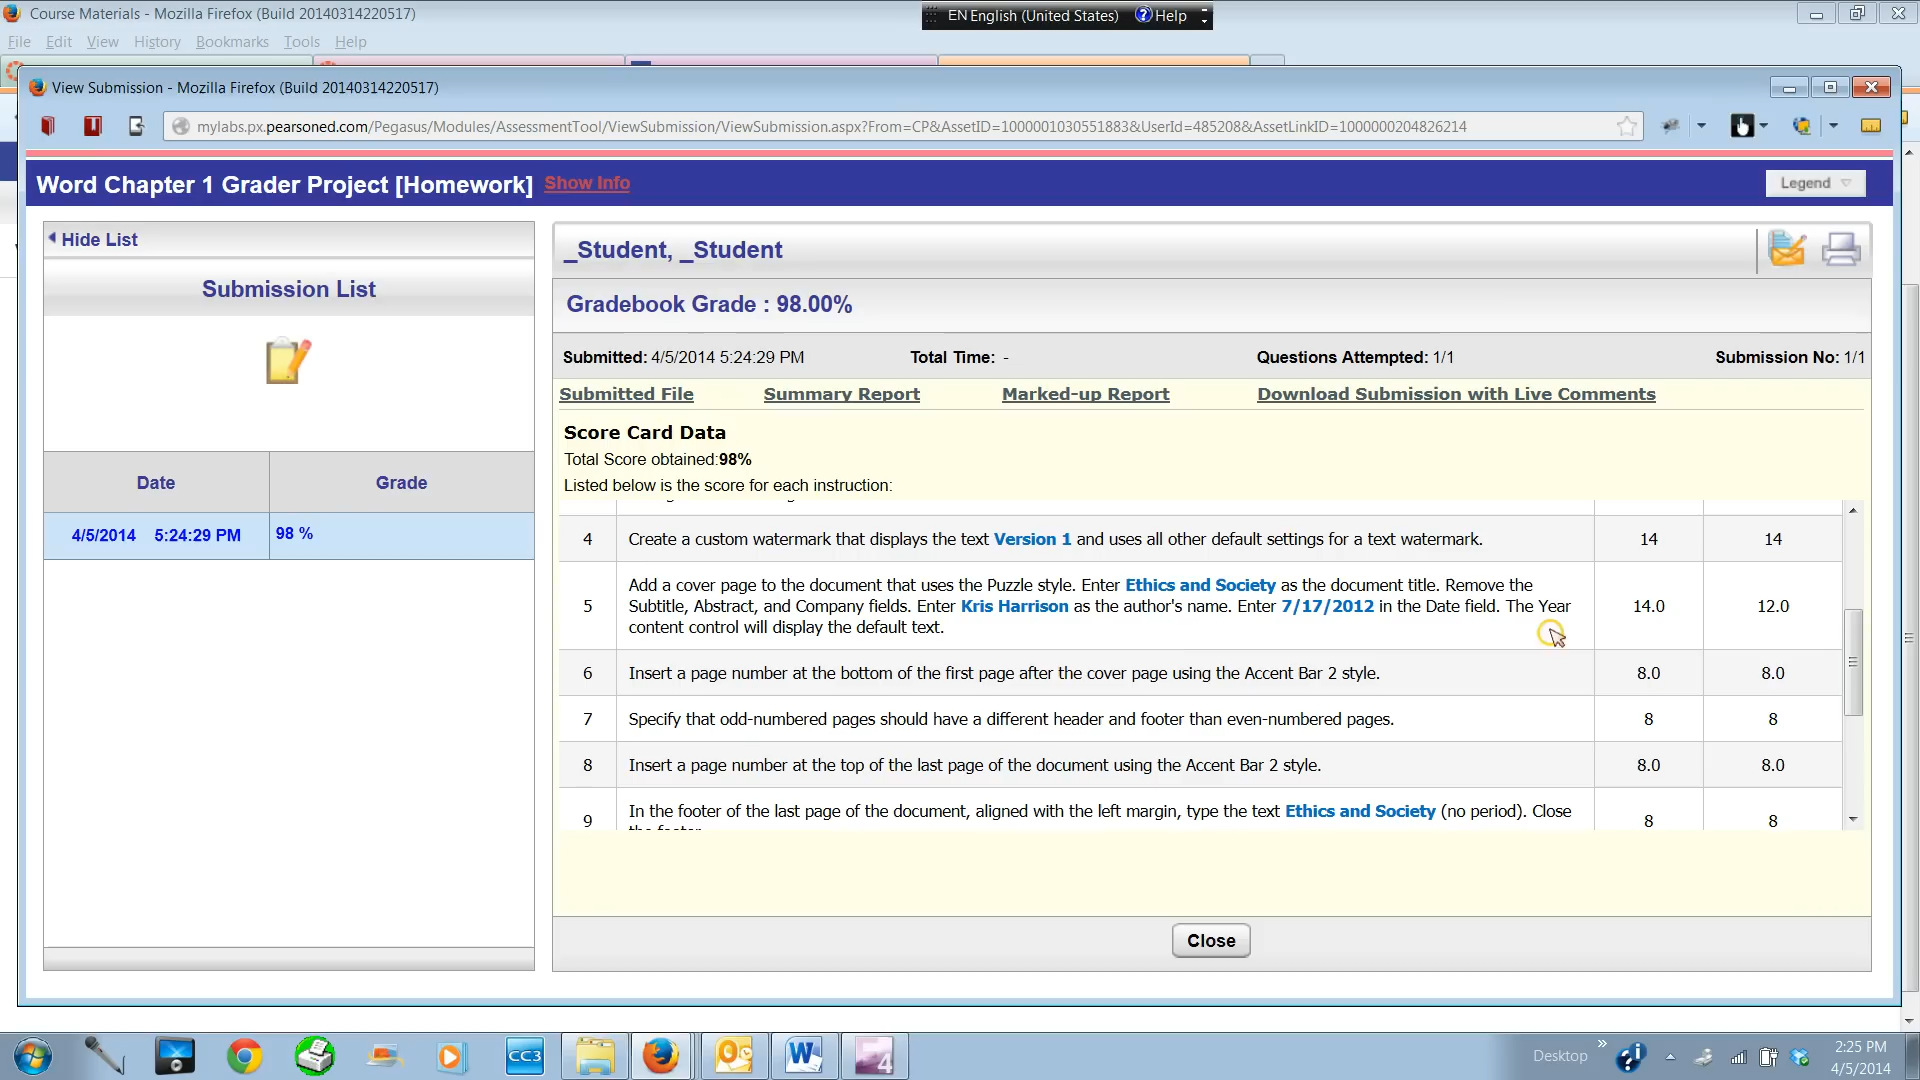 Course Materials - Mozilla Firefox (Build 20140314220517)
EN English (United States) Help
File Edit View History Bookmarks Tools Help
View Submission - Mozilla Firefox (Build 20140314220517)
mylabs.px.pearsoned.com/Pegasus/Modules/AssessmentTool/ViewSubmission/ViewSubmission.aspx?From=CP&AssetID=1000001030551883&UserId=485208&AssetLinkID=1000000204826214
Word Chapter 1 Grader Project [Homework] Show Info Legend
Hide List
Submission List
Date Grade
4/5/2014 5:24:29 PM 98 %
_Student, _Student
Gradebook Grade : 98.00%
Submitted: 4/5/2014 5:24:29 PM Total Time: - Questions Attempted: 1/1 Submission No: 1/1
Submitted File Summary Report Marked-up Report Download Submission with Live Comments
Score Card Data
Total Score obtained:98%
Listed below is the score for each instruction:
4 Create a custom watermark that displays the text Version 1 and uses all other default settings for a text watermark. 14 14
5 Add a cover page to the document that uses the Puzzle style. Enter Ethics and Society as the document title. Remove the
Subtitle, Abstract, and Company fields. Enter Kris Harrison as the author's name. Enter 7/17/2012 in the Date field. The Year 14.0 12.0
content control will display the default text.
6 Insert a page number at the bottom of the first page after the cover page using the Accent Bar 2 style. 8.0 8.0
7 Specify that odd-numbered pages should have a different header and footer than even-numbered pages. 8 8
8 Insert a page number at the top of the last page of the document using the Accent Bar 2 style. 8.0 8.0
9 In the footer of the last page of the document, aligned with the left margin, type the text Ethics and Society (no period). Close 8 8
Close
CC3
4
Desktop
2:25 PM
4/5/2014